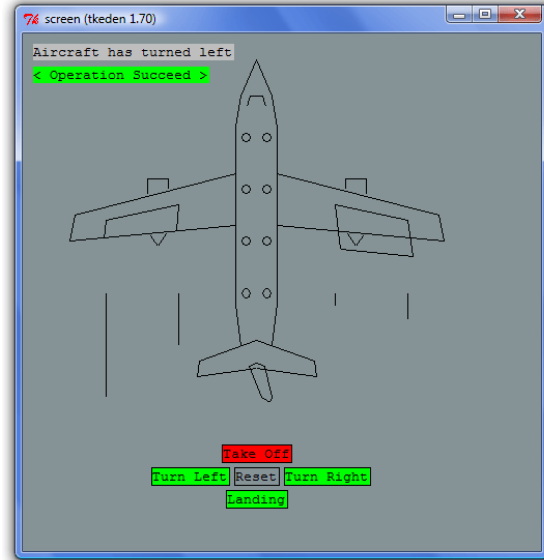 screen (tkeden 1.70)
Aircraft has turned left
< Operation Succeed >
Take Off
Turn Left Reset Turn Right
Landing